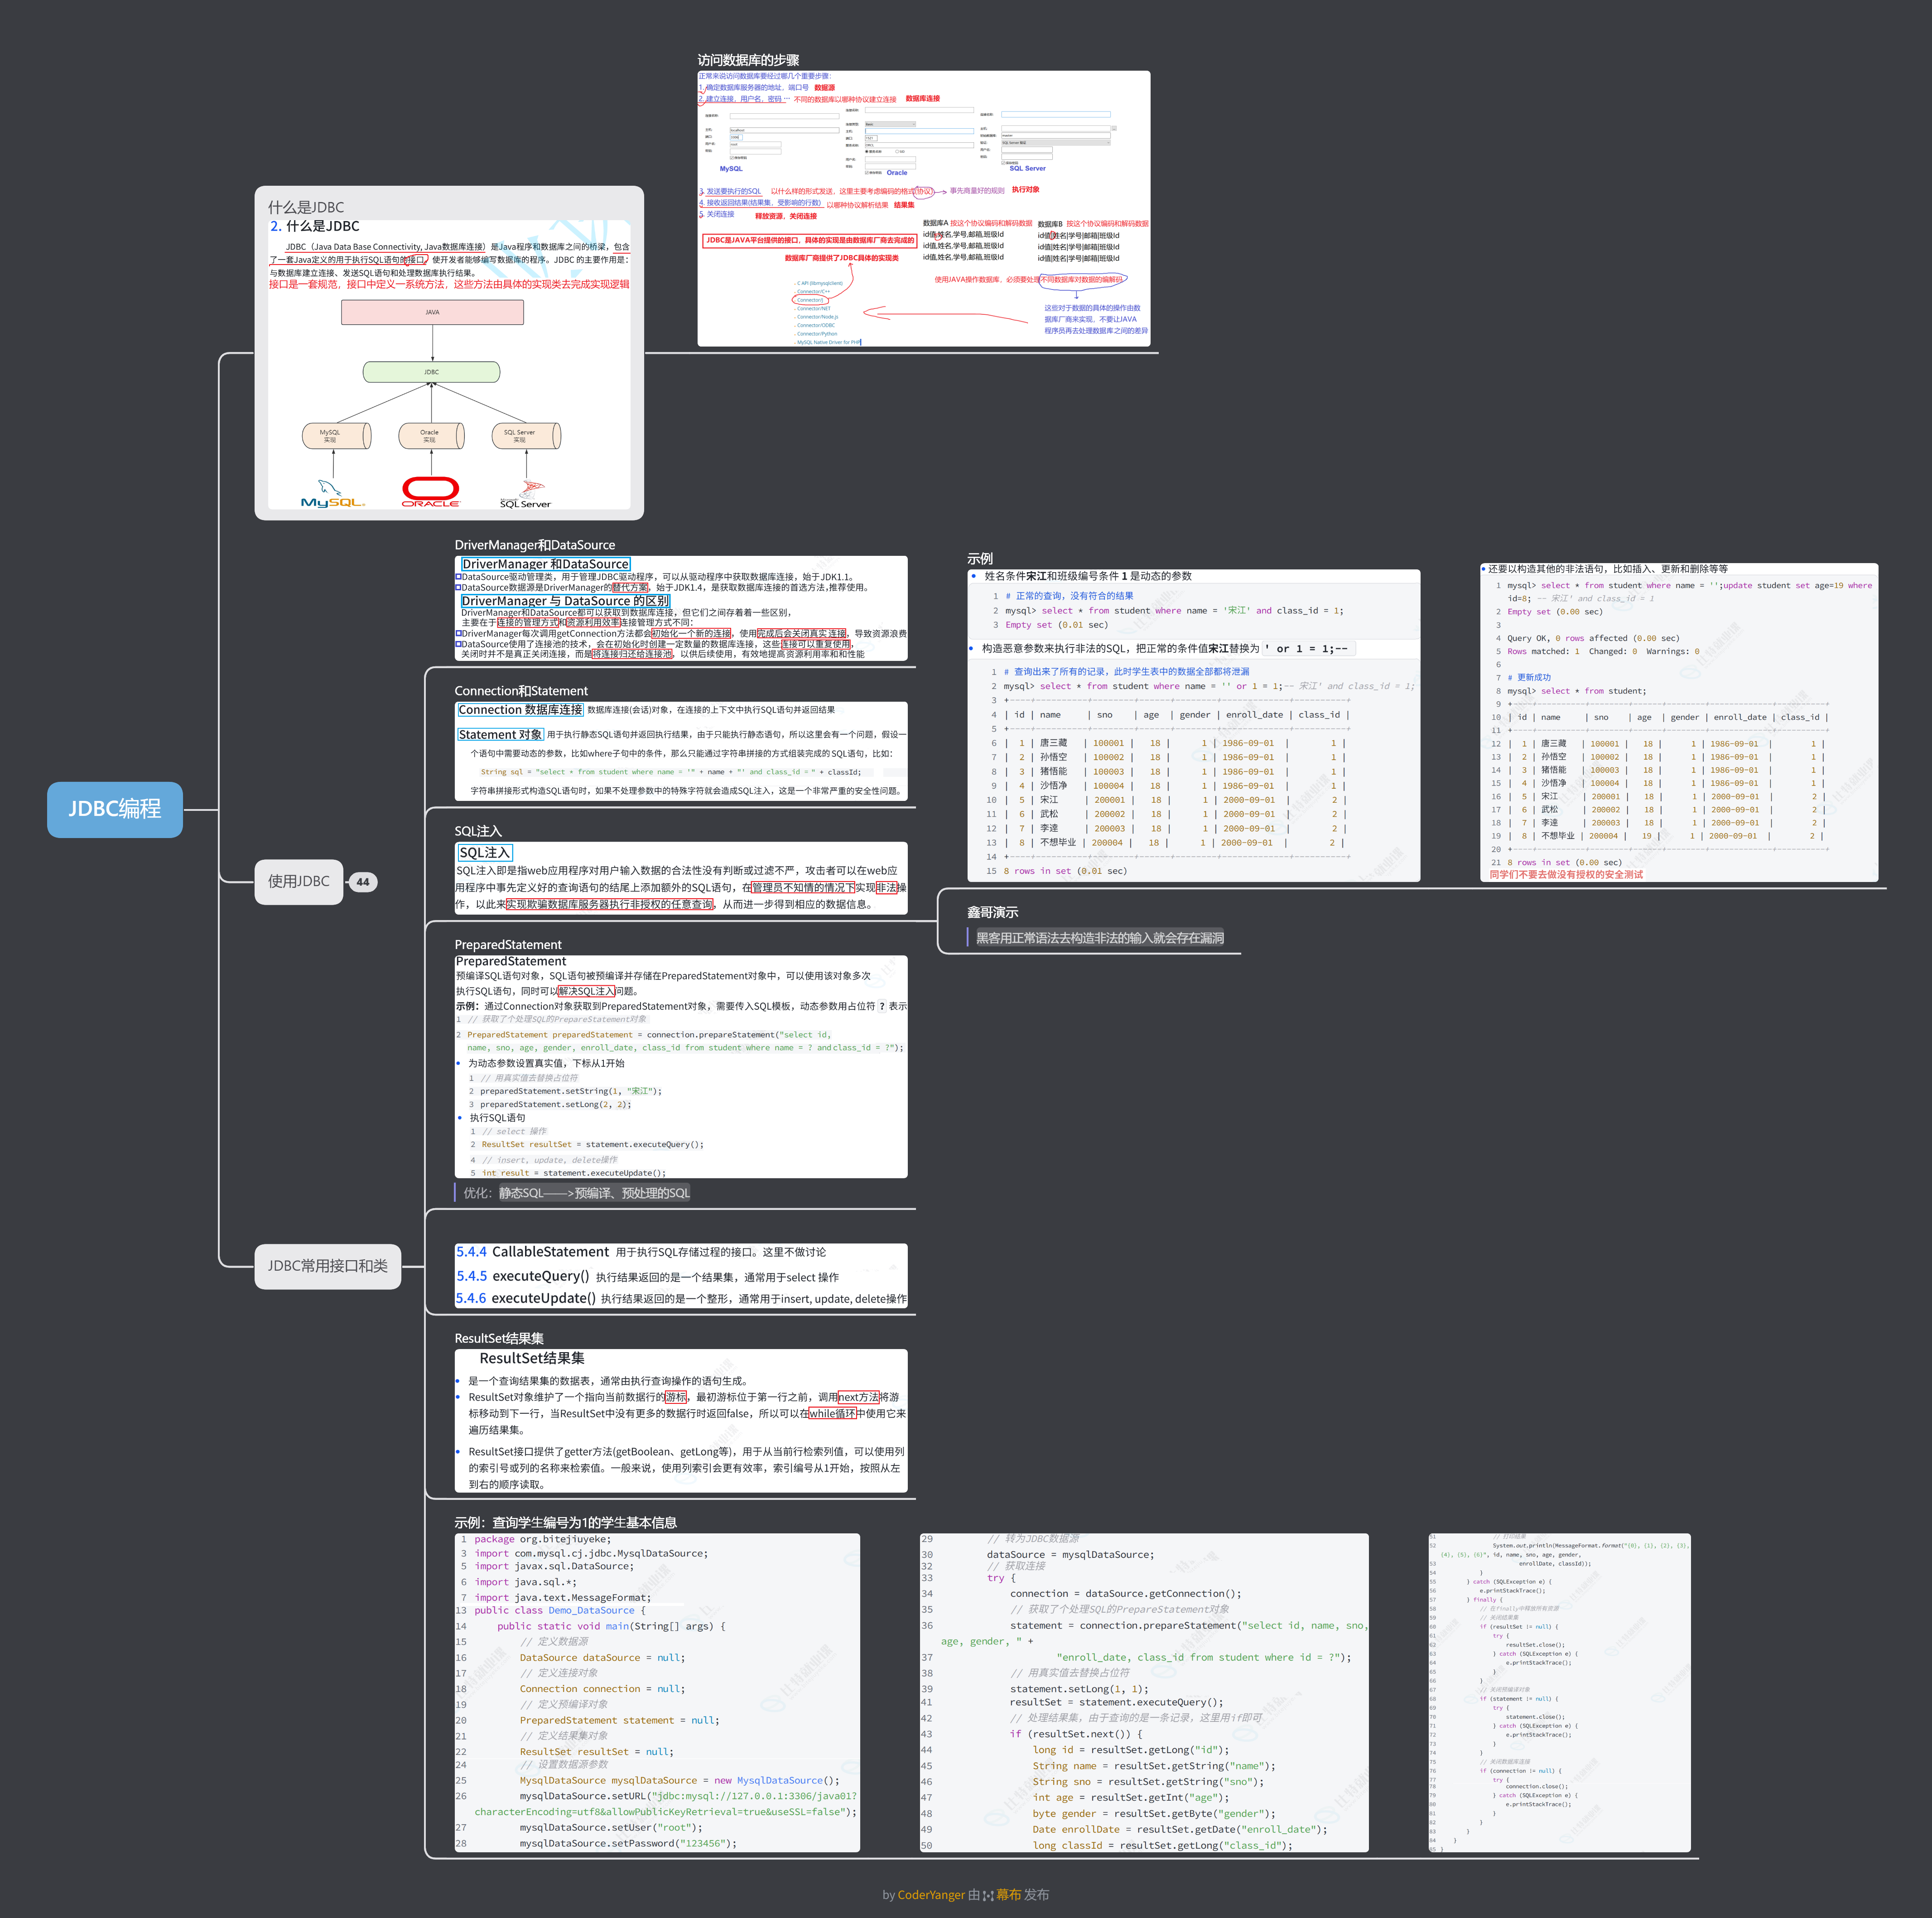 JDBC编程
什么是JDBC
2. 什么是JDBC
JDBC（Java Data Base Connectivity, Java数据库连接）是Java程序和数据库之间的桥梁，包含
了一套Java定义的用于执行SQL语句的接口，使开发者能够编写数据库的程序。JDBC 的主要作用是：
与数据库建立连接、发送SQL语句和处理数据库执行结果。
接口是一套规范，接口中定义一系统方法，这些方法由具体的实现类去完成实现逻辑
JAVA
JDBC
MySQL
实现
Oracle
实现
SQL Server
实现
MySQL
ORACLE
SQL Server
访问数据库的步骤
正常来说访问数据库要经过哪几个重要步骤：
1. 确定数据库服务器的地址，端口号 数据源
2. 建立连接，用户名，密码 ··· 不同的数据库以哪种协议建立连接 数据库连接
MySQL
Oracle
SQL Server
3. 发送要执行的SQL 以什么样的形式发送，这里主要考虑编码的格式(协议) 事先商量好的规则 执行对象
4. 接收返回结果(结果集，受影响的行数) 以哪种协议解析结果 结果集
5. 关闭连接 释放资源，关闭连接
JDBC是JAVA平台提供的接口，具体的实现是由数据库厂商去完成的
数据库厂商提供了JDBC具体的实现类
数据库A 按这个协议编码和解码数据
id值,姓名,学号,邮箱,班级Id
id值,姓名,学号,邮箱,班级Id
id值,姓名,学号,邮箱,班级Id
数据库B 按这个协议编码和解码数据
id值|姓名|学号|邮箱|班级Id
id值|姓名|学号|邮箱|班级Id
id值|姓名|学号|邮箱|班级Id
使用JAVA操作数据库，必须要处理不同数据库对数据的编解码
这些对于数据的具体的操作由数
据库厂商来实现，不要让JAVA
程序员再去处理数据库之间的差异
C API (libmysqlclient)
Connector/C++
Connector/J
Connector/NET
Connector/Node.js
Connector/ODBC
Connector/Python
MySQL Native Driver for PHP
使用JDBC 44
JDBC常用接口和类
DriverManager和DataSource
DriverManager 和DataSource
DataSource驱动管理类，用于管理JDBC驱动程序，可以从驱动程序中获取数据库连接，始于JDK1.1。
DataSource数据源是DriverManager的替代方案，始于JDK1.4，是获取数据库连接的首选方法,推荐使用。
DriverManager 与 DataSource 的区别
DriverManager和DataSource都可以获取到数据库连接，但它们之间存着着一些区别，
主要在于连接的管理方式和资源利用效率连接管理方式不同：
DriverManager每次调用getConnection方法都会初始化一个新的连接，使用完成后会关闭真实连接，导致资源浪费
DataSource使用了连接池的技术，会在初始化时创建一定数量的数据库连接，这些连接可以重复使用，
关闭时并不是真正关闭连接，而是将连接归还给连接池，以供后续使用，有效地提高资源利用率和和性能
Connection和Statement
Connection 数据库连接 数据库连接(会话)对象，在连接的上下文中执行SQL语句并返回结果
Statement 对象 用于执行静态SQL语句并返回执行结果，由于只能执行静态语句，所以这里会有一个问题，假设一
个语句中需要动态的参数，比如where子句中的条件，那么只能通过字符串拼接的方式组装完成的 SQL语句，比如：
String sql = "select * from student where name = '" + name + "' and class_id = " + classId;
字符串拼接形式构造SQL语句时，如果不处理参数中的特殊字符就会造成SQL注入，这是一个非常严重的安全性问题。
SQL注入
SQL注入
SQL注入即是指web应用程序对用户输入数据的合法性没有判断或过滤不严，攻击者可以在web应
用程序中事先定义好的查询语句的结尾上添加额外的SQL语句，在管理员不知情的情况下实现非法操
作，以此来实现欺骗数据库服务器执行非授权的任意查询，从而进一步得到相应的数据信息。
示例
姓名条件宋江和班级编号条件 1 是动态的参数
1 # 正常的查询，没有符合的结果
2 mysql> select * from student where name = '宋江' and class_id = 1;
3 Empty set (0.01 sec)
构造恶意参数来执行非法的SQL，把正常的条件值宋江替换为 ' or 1 = 1;--
1 # 查询出来了所有的记录，此时学生表中的数据全部都将泄漏
2 mysql> select * from student where name = '' or 1 = 1;-- 宋江' and class_id = 1;
3 +----+----------+--------+------+--------+-------------+----------+
4 | id | name | sno | age | gender | enroll_date | class_id |
5 +----+----------+--------+------+--------+-------------+----------+
6 | 1 | 唐三藏 | 100001 | 18 | 1 | 1986-09-01 | 1 |
7 | 2 | 孙悟空 | 100002 | 18 | 1 | 1986-09-01 | 1 |
8 | 3 | 猪悟能 | 100003 | 18 | 1 | 1986-09-01 | 1 |
9 | 4 | 沙悟净 | 100004 | 18 | 1 | 1986-09-01 | 1 |
10 | 5 | 宋江 | 200001 | 18 | 1 | 2000-09-01 | 2 |
11 | 6 | 武松 | 200002 | 18 | 1 | 2000-09-01 | 2 |
12 | 7 | 李逹 | 200003 | 18 | 1 | 2000-09-01 | 2 |
13 | 8 | 不想毕业 | 200004 | 18 | 1 | 2000-09-01 | 2 |
14 +----+----------+--------+------+--------+-------------+----------+
15 8 rows in set (0.01 sec)
还要以构造其他的非法语句，比如插入、更新和删除等等
1 mysql> select * from student where name = '';update student set age=19 where
id=8; -- 宋江' and class_id = 1
2 Empty set (0.00 sec)
3
4 Query OK, 0 rows affected (0.00 sec)
5 Rows matched: 1 Changed: 0 Warnings: 0
6
7 # 更新成功
8 mysql> select * from student;
9 +----+----------+--------+------+--------+-------------+----------+
10 | id | name | sno | age | gender | enroll_date | class_id |
11 +----+----------+--------+------+--------+-------------+----------+
12 | 1 | 唐三藏 | 100001 | 18 | 1 | 1986-09-01 | 1 |
13 | 2 | 孙悟空 | 100002 | 18 | 1 | 1986-09-01 | 1 |
14 | 3 | 猪悟能 | 100003 | 18 | 1 | 1986-09-01 | 1 |
15 | 4 | 沙悟净 | 100004 | 18 | 1 | 1986-09-01 | 1 |
16 | 5 | 宋江 | 200001 | 18 | 1 | 2000-09-01 | 2 |
17 | 6 | 武松 | 200002 | 18 | 1 | 2000-09-01 | 2 |
18 | 7 | 李逹 | 200003 | 18 | 1 | 2000-09-01 | 2 |
19 | 8 | 不想毕业 | 200004 | 19 | 1 | 2000-09-01 | 2 |
20 +----+----------+--------+------+--------+-------------+----------+
21 8 rows in set (0.00 sec)
同学们不要去做没有授权的安全测试
鑫哥演示
黑客用正常语法去构造非法的输入就会存在漏洞
PreparedStatement
PreparedStatement
预编译SQL语句对象，SQL语句被预编译并存储在PreparedStatement对象中，可以使用该对象多次
执行SQL语句，同时可以解决SQL注入问题。
示例：通过Connection对象获取到PreparedStatement对象，需要传入SQL模板，动态参数用占位符 ? 表示
1 // 获取了个处理SQL的PrepareStatement对象
2 PreparedStatement preparedStatement = connection.prepareStatement("select id,
name, sno, age, gender, enroll_date, class_id from student where name = ? and class_id = ?");
为动态参数设置真实值，下标从1开始
1 // 用真实值去替换占位符
2 preparedStatement.setString(1, "宋江");
3 preparedStatement.setLong(2, 2);
执行SQL语句
1 // select 操作
2 ResultSet resultSet = statement.executeQuery();
4 // insert, update, delete操作
5 int result = statement.executeUpdate();
优化：静态SQL——>预编译、预处理的SQL
5.4.4 CallableStatement 用于执行SQL存储过程的接口。这里不做讨论
5.4.5 executeQuery() 执行结果返回的是一个结果集，通常用于select 操作
5.4.6 executeUpdate() 执行结果返回的是一个整形，通常用于insert, update, delete操作
ResultSet结果集
ResultSet结果集
是一个查询结果集的数据表，通常由执行查询操作的语句生成。
ResultSet对象维护了一个指向当前数据行的游标，最初游标位于第一行之前，调用next方法将游
标移动到下一行，当ResultSet中没有更多的数据行时返回false，所以可以在while循环中使用它来
遍历结果集。
ResultSet接口提供了getter方法(getBoolean、getLong等)，用于从当前行检索列值，可以使用列
的索引号或列的名称来检索值。一般来说，使用列索引会更有效率，索引编号从1开始，按照从左
到右的顺序读取。
示例：查询学生编号为1的学生基本信息
1 package org.bitejiuyeke;
3 import com.mysql.cj.jdbc.MysqlDataSource;
5 import javax.sql.DataSource;
6 import java.sql.*;
7 import java.text.MessageFormat;
13 public class Demo_DataSource {
14 public static void main(String[] args) {
15 // 定义数据源
16 DataSource dataSource = null;
17 // 定义连接对象
18 Connection connection = null;
19 // 定义预编译对象
20 PreparedStatement statement = null;
21 // 定义结果集对象
22 ResultSet resultSet = null;
24 // 设置数据源参数
25 MysqlDataSource mysqlDataSource = new MysqlDataSource();
26 mysqlDataSource.setURL("jdbc:mysql://127.0.0.1:3306/java01?
characterEncoding=utf8&allowPublicKeyRetrieval=true&useSSL=false");
27 mysqlDataSource.setUser("root");
28 mysqlDataSource.setPassword("123456");
29 // 转为JDBC数据源
30 dataSource = mysqlDataSource;
32 // 获取连接
33 try {
34 connection = dataSource.getConnection();
35 // 获取了个处理SQL的PrepareStatement对象
36 statement = connection.prepareStatement("select id, name, sno,
age, gender, " +
37 "enroll_date, class_id from student where id = ?");
38 // 用真实值去替换占位符
39 statement.setLong(1, 1);
41 resultSet = statement.executeQuery();
42 // 处理结果集，由于查询的是一条记录，这里用if即可
43 if (resultSet.next()) {
44 long id = resultSet.getLong("id");
45 String name = resultSet.getString("name");
46 String sno = resultSet.getString("sno");
47 int age = resultSet.getInt("age");
48 byte gender = resultSet.getByte("gender");
49 Date enrollDate = resultSet.getDate("enroll_date");
50 long classId = resultSet.getLong("class_id");
51 // 打印结果
52 System.out.println(MessageFormat.format("{0}, {1}, {2}, {3},
{4}, {5}, {6}", id, name, sno, age, gender,
53 enrollDate, classId));
54 }
55 } catch (SQLException e) {
56 e.printStackTrace();
57 } finally {
58 // 在finally中释放所有资源
59 // 关闭结果集
60 if (resultSet != null) {
61 try {
62 resultSet.close();
63 } catch (SQLException e) {
64 e.printStackTrace();
65 }
66 }
67 // 关闭预编译对象
68 if (statement != null) {
69 try {
70 statement.close();
71 } catch (SQLException e) {
72 e.printStackTrace();
73 }
74 }
75 // 关闭数据库连接
76 if (connection != null) {
77 try {
78 connection.close();
79 } catch (SQLException e) {
80 e.printStackTrace();
81 }
82 }
83 }
84 }
85 }
by CoderYanger 由 幕布 发布